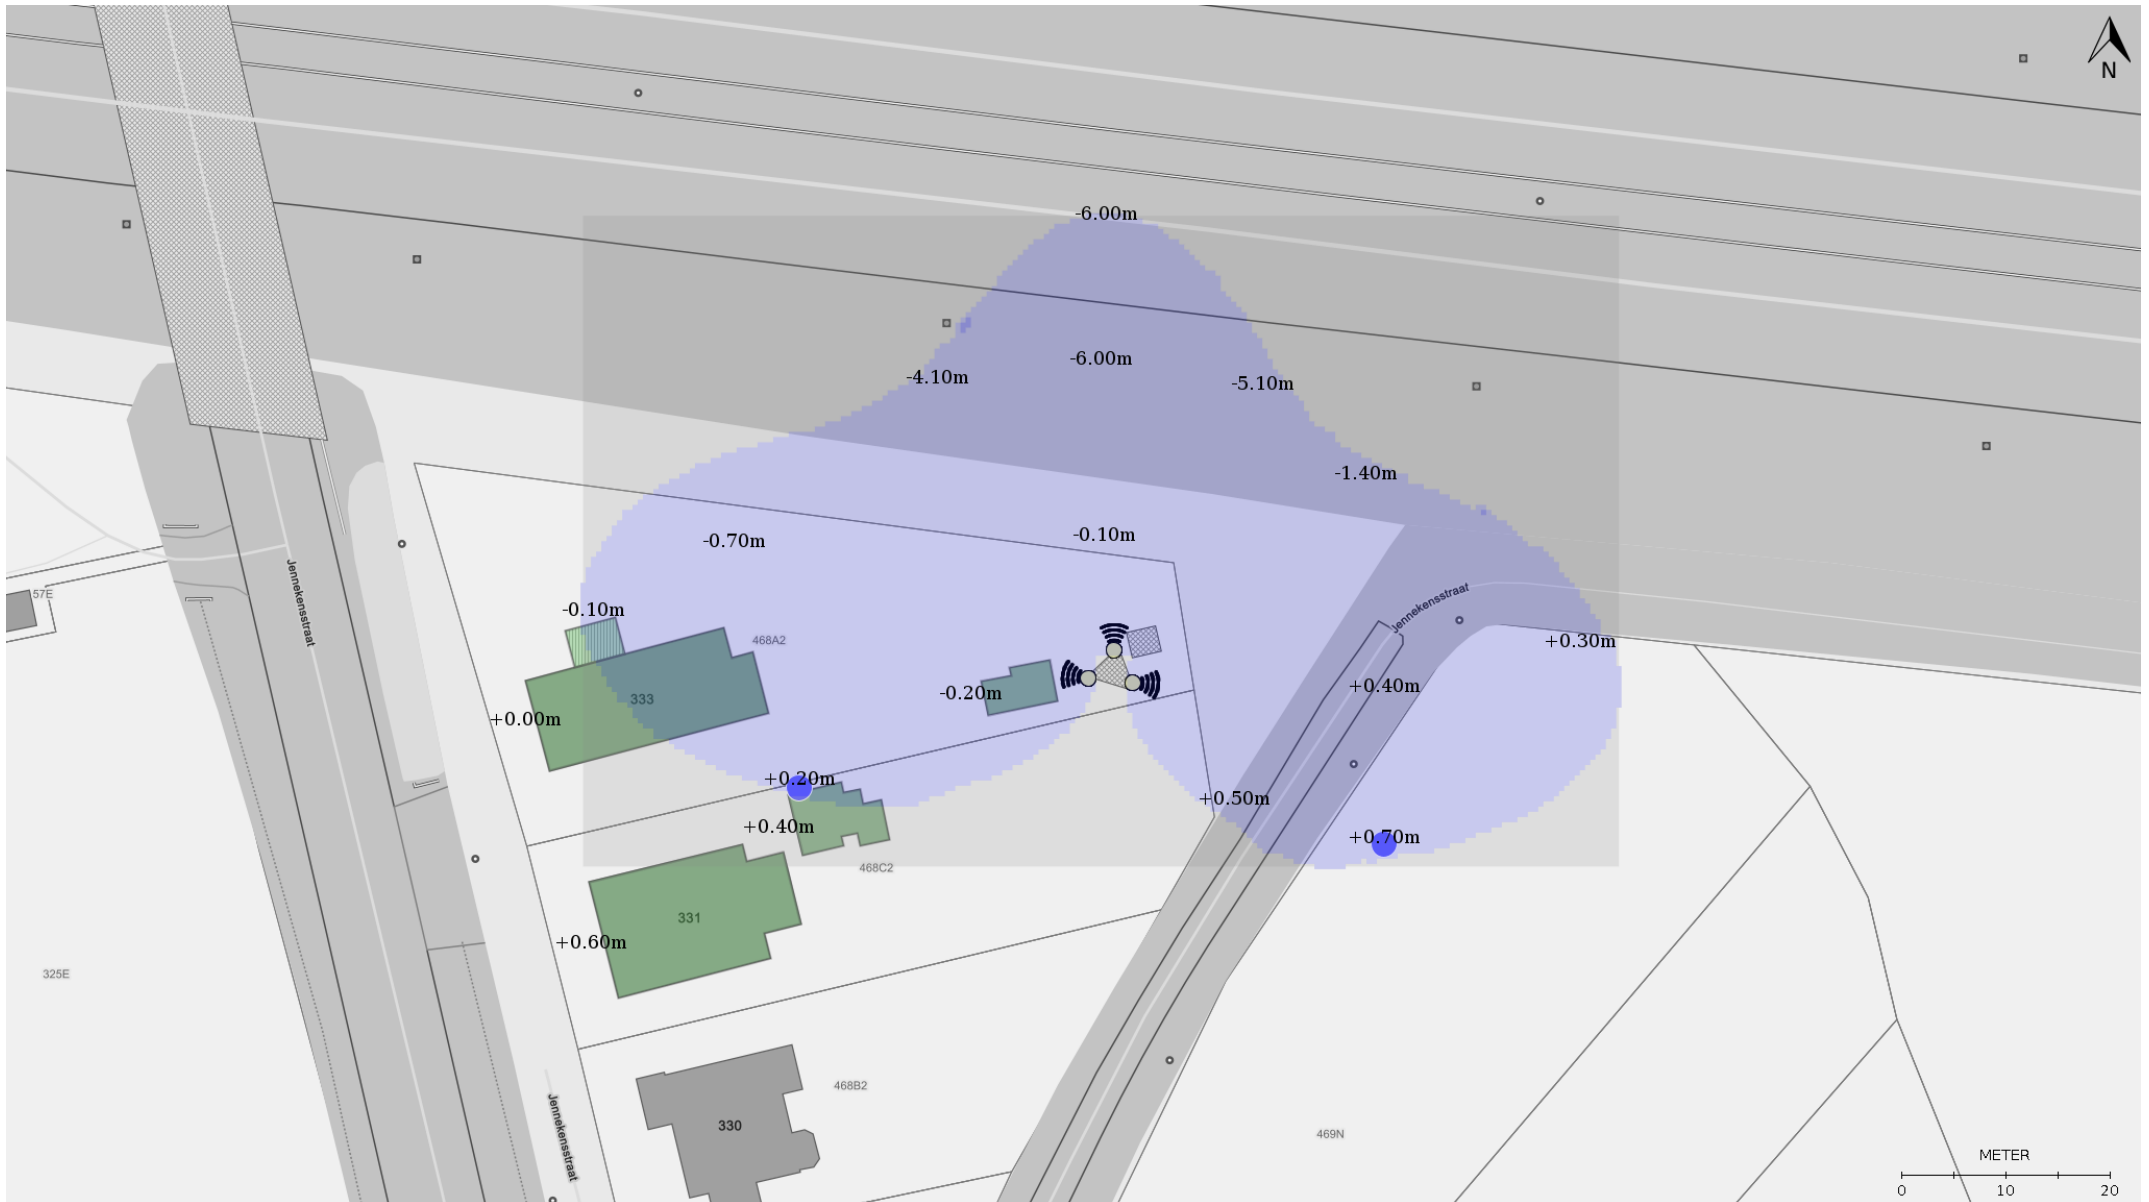 N
-6.00m
-6.00m
-4.10m
-5.10m
-1.40m
-0.70m
-0.10m
Jennekensstraat
57E
-0.10m
Jennekensstraat
468A2
+0.30m
333
-0.20m
+0.40m
+0.00m
+0.20m
+0.50m
+0.40m
+0.70m
468C2
331
+0.60m
325E
468B2
Jennekensstraat
330
469N
METER
0 10 20